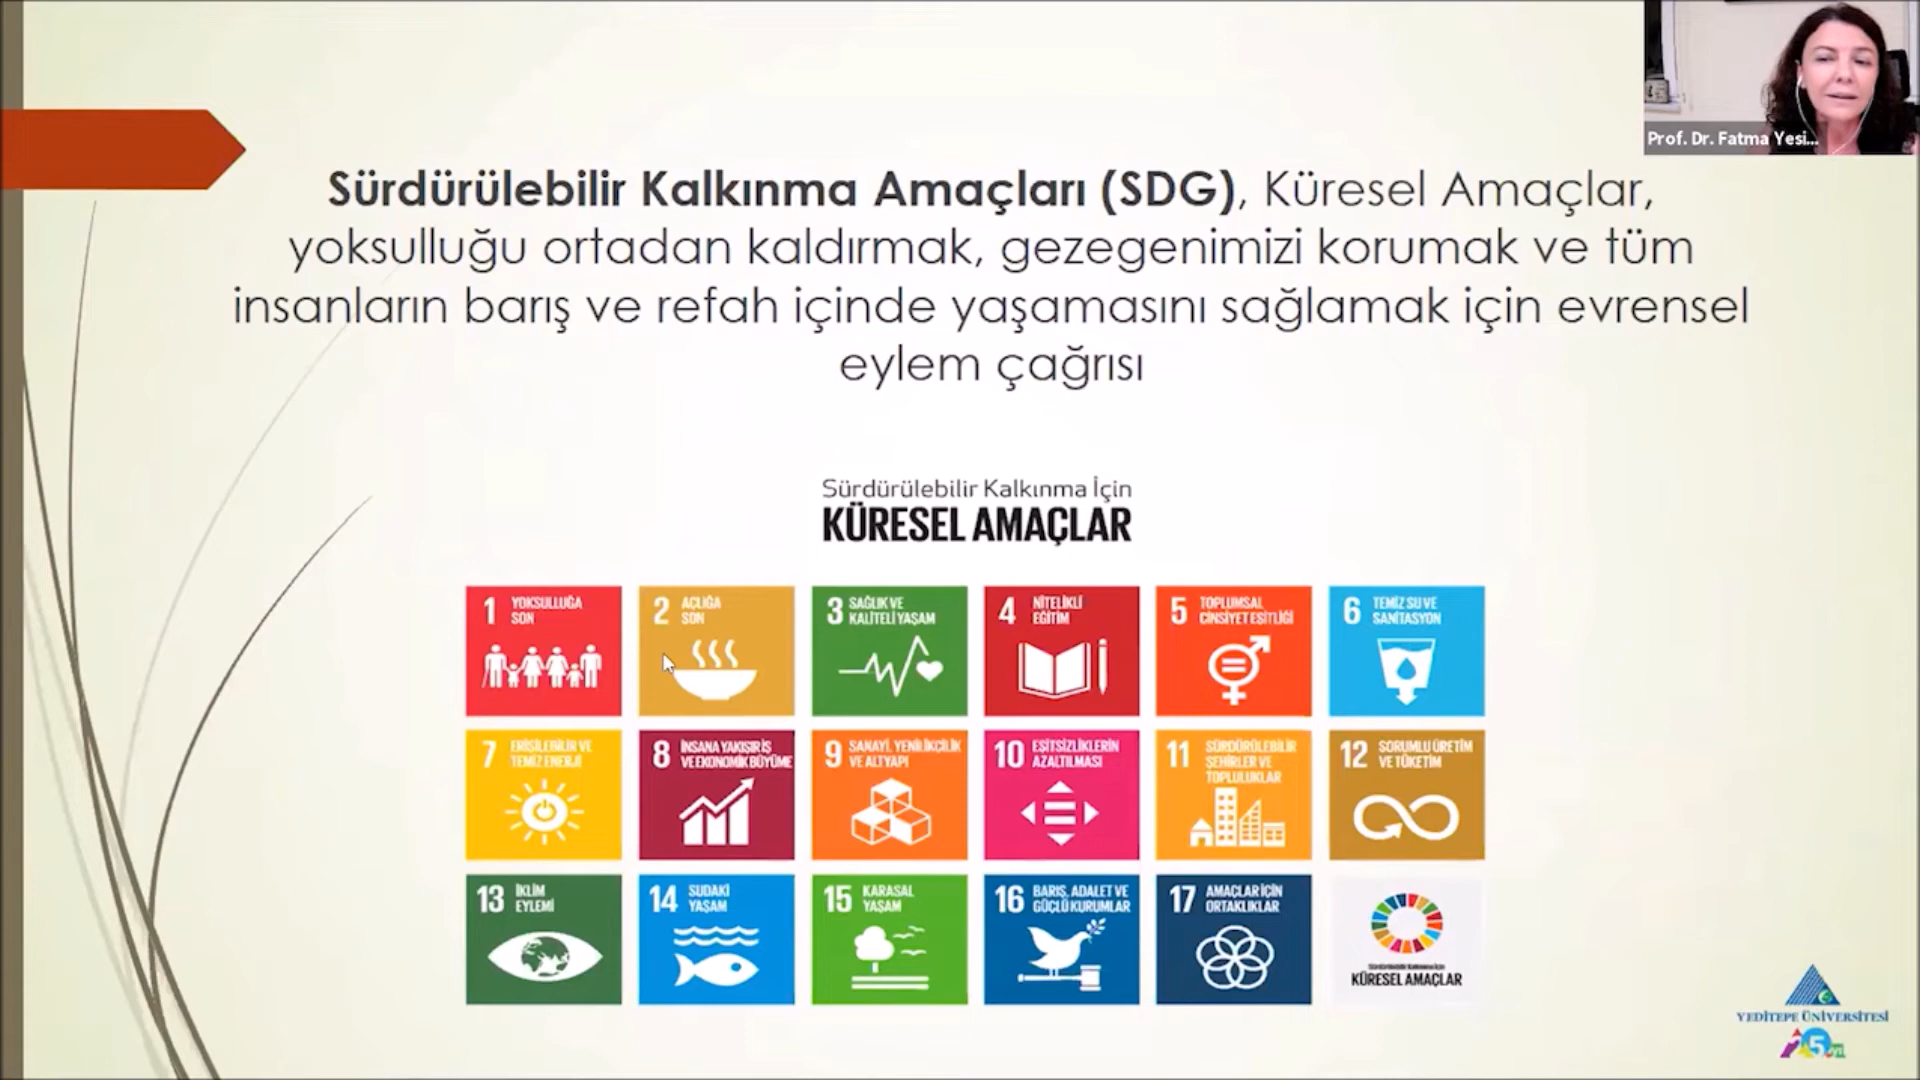 Prof. Dr. Fatma Yesi...
Sürdürülebilir Kalkınma Amaçları (SDG), Küresel Amaçlar,
yoksulluğu ortadan kaldırmak, gezegenimizi korumak ve tüm
insanların barış ve refah içinde yaşamasını sağlamak için evrensel
eylem çağrısı
Sürdürülebilir Kalkınma İçin
KÜRESEL AMAÇLAR
1 YOKSULLUĞA
SON
2 AÇLIĞA
SON
3 SAĞLIK VE
KALİTELİ YAŞAM
4 NİTELİKLİ
EĞİTİM
5 TOPLUMSAL
CİNSİYET EŞİTLİĞİ
6 TEMİZ SU VE
SANİTASYON
7 ERİŞİLEBİLİR VE
TEMİZ ENERJİ
8 İNSANA YAKIŞIR İŞ
VE EKONOMİK BÜYÜME
9 SANAYİ, YENİLİKÇİLİK
VE ALTYAPI
10 EŞİTSİZLİKLERİN
AZALTILMASI
11 SÜRDÜRÜLEBİLİR
ŞEHİRLER VE
TOPLULUKLAR
12 SORUMLU ÜRETİM
VE TÜKETİM
13 İKLİM
EYLEMİ
14 SUDAKİ
YAŞAM
15 KARASAL
YAŞAM
16 BARIŞ, ADALET VE
GÜÇLÜ KURUMLAR
17 AMAÇLAR İÇİN
ORTAKLIKLAR
Sürdürülebilir Kalkınma İçin
KÜRESEL AMAÇLAR
YEDİTEPE ÜNİVERSİTESİ